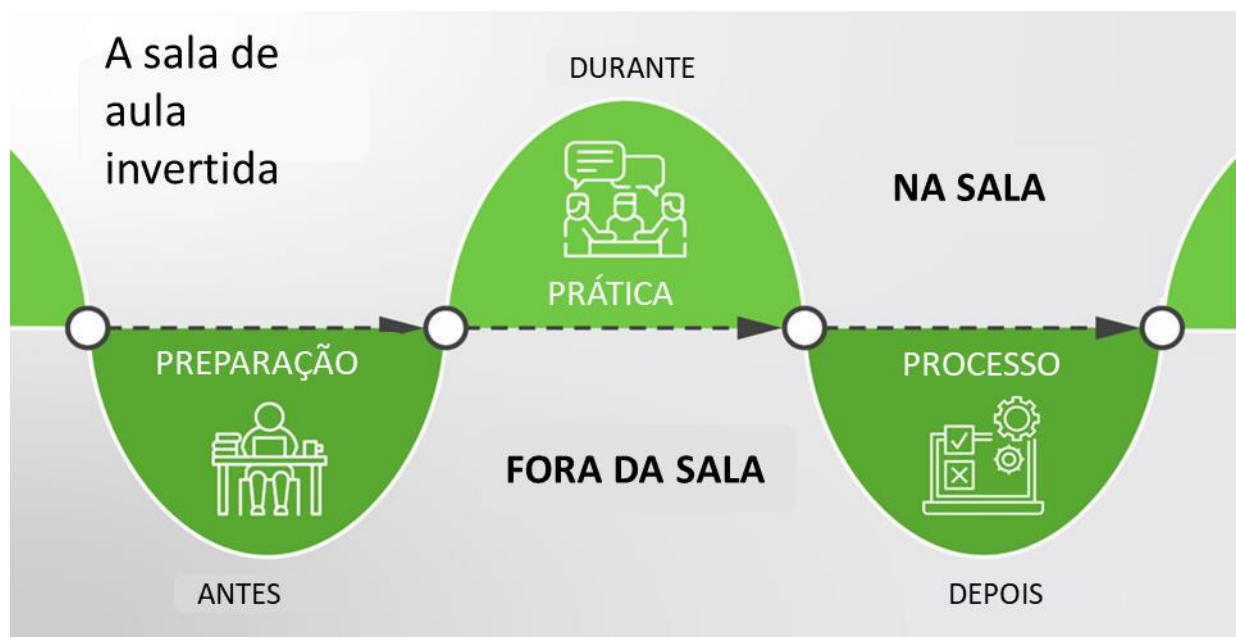 A sala de
aula
invertida
DURANTE
NA SALA
PRÁTICA
PREPARAÇÃO
PROCESSO
FORA DA SALA
ANTES
DEPOIS